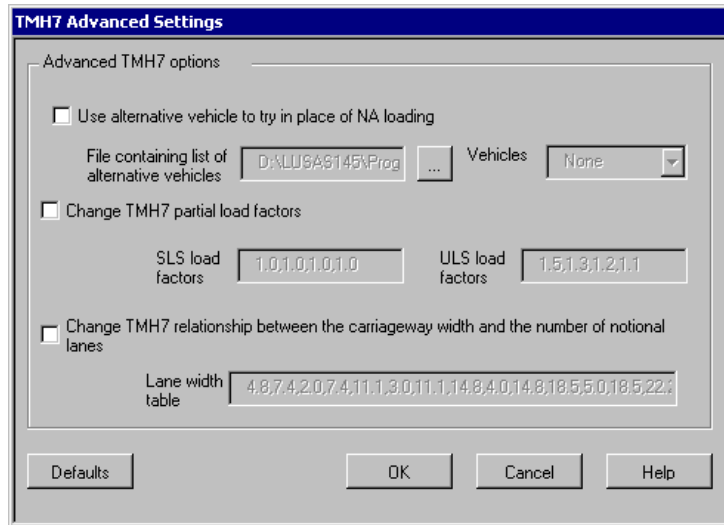 TMH7 Advanced Settings
Advanced TMH7 options
Use alternative vehicle to try in place of NA loading
File containing list of
alternative vehicles
D:\LUSAS145\Prog
...
Vehicles
None
Change TMH7 partial load factors
SLS load
factors
1.0,1.0,1.0,1.0
ULS load
factors
1.5,1.3,1.2,1.1
Change TMH7 relationship between the carriageway width and the number of notional
lanes
Lane width
table
4.8,7.4,2.0,7.4,11.1,3.0,11.1,14.8,4.0,14.8,18.5,5.0,18.5,22.2
Defaults
OK
Cancel
Help